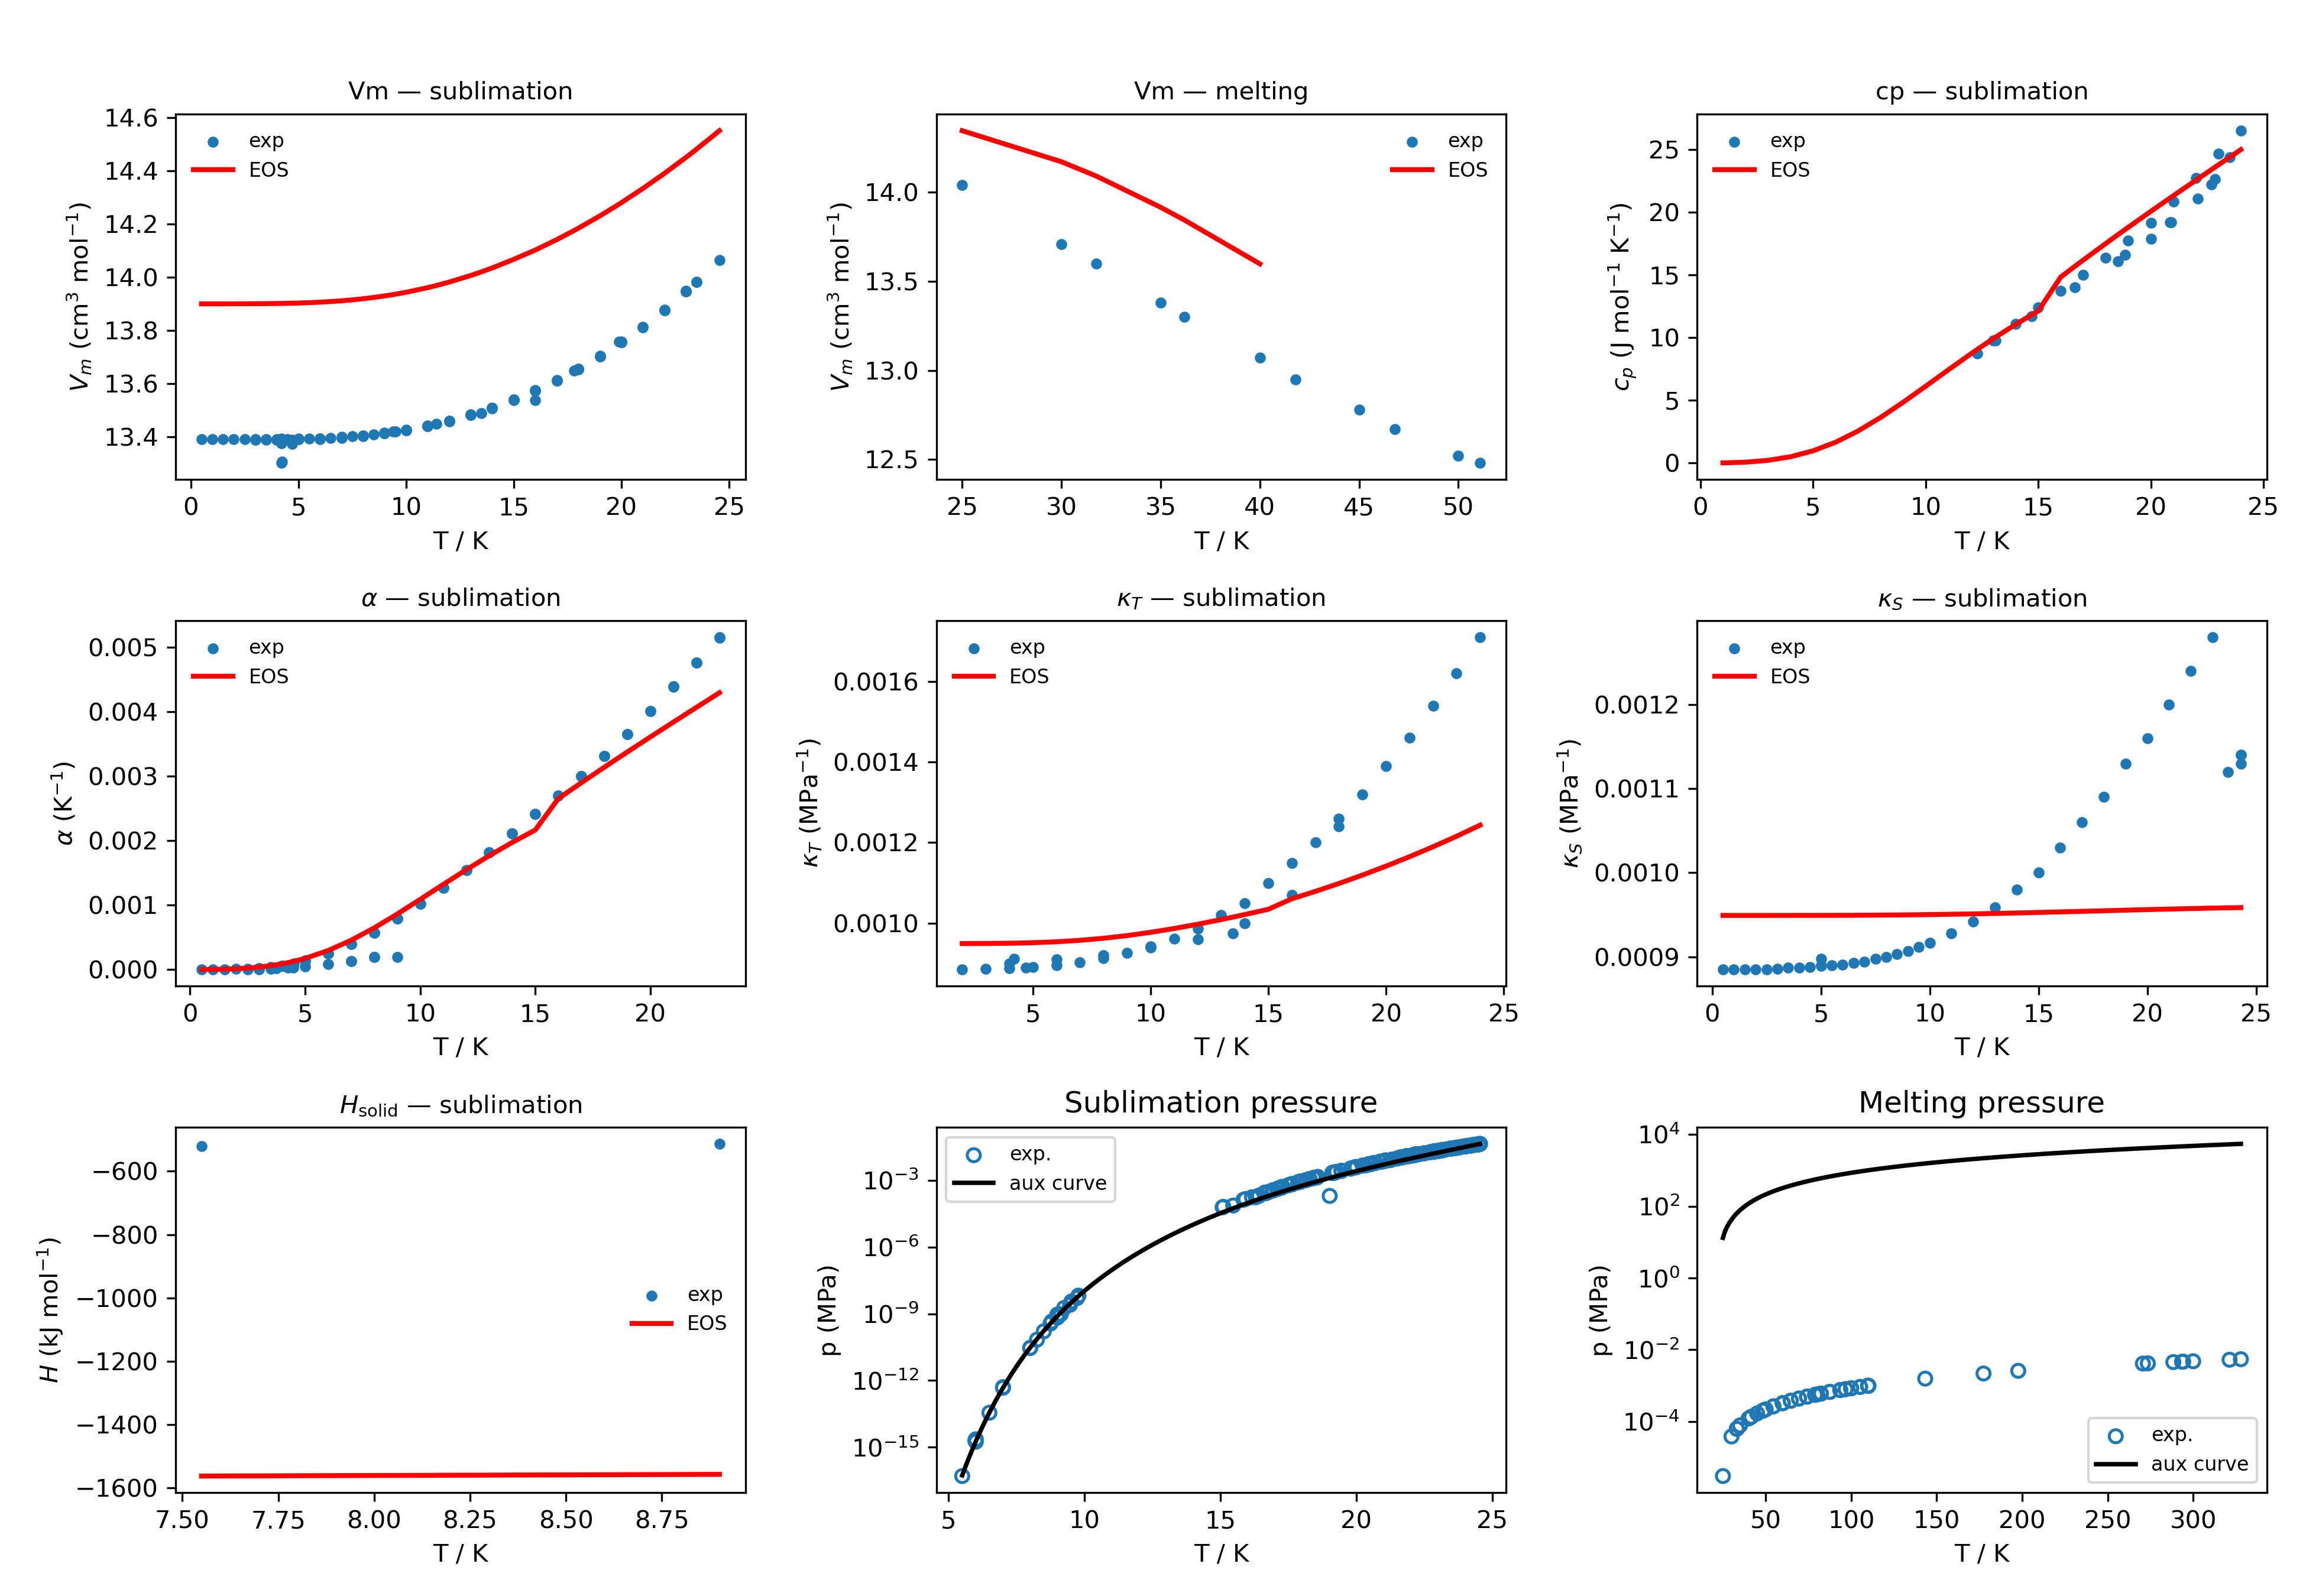 Vm — sublimation
14.6
14.4
14.2
14.0
13.8
13.6
13.4
V_m (cm³ mol⁻¹)
exp
EOS
0 5 10 15 20 25
T / K
Vm — melting
14.0
13.5
13.0
12.5
V_m (cm³ mol⁻¹)
exp
EOS
25 30 35 40 45 50
T / K
cp — sublimation
25
20
15
10
5
0
c_p (J mol⁻¹ K⁻¹)
exp
EOS
0 5 10 15 20 25
T / K
α — sublimation
0.005
0.004
0.003
0.002
0.001
0.000
α (K⁻¹)
exp
EOS
0 5 10 15 20
T / K
κ_T — sublimation
0.0016
0.0014
0.0012
0.0010
κ_T (MPa⁻¹)
exp
EOS
5 10 15 20 25
T / K
κ_S — sublimation
0.0012
0.0011
0.0010
0.0009
κ_S (MPa⁻¹)
exp
EOS
0 5 10 15 20 25
T / K
H_solid — sublimation
−600
−800
−1000
−1200
−1400
−1600
H (kJ mol⁻¹)
exp
EOS
7.50 7.75 8.00 8.25 8.50 8.75
T / K
Sublimation pressure
10⁻³
10⁻⁶
10⁻⁹
10⁻¹²
10⁻¹⁵
p (MPa)
exp.
aux curve
5 10 15 20 25
T / K
Melting pressure
10⁴
10²
10⁰
10⁻²
10⁻⁴
p (MPa)
exp.
aux curve
50 100 150 200 250 300
T / K